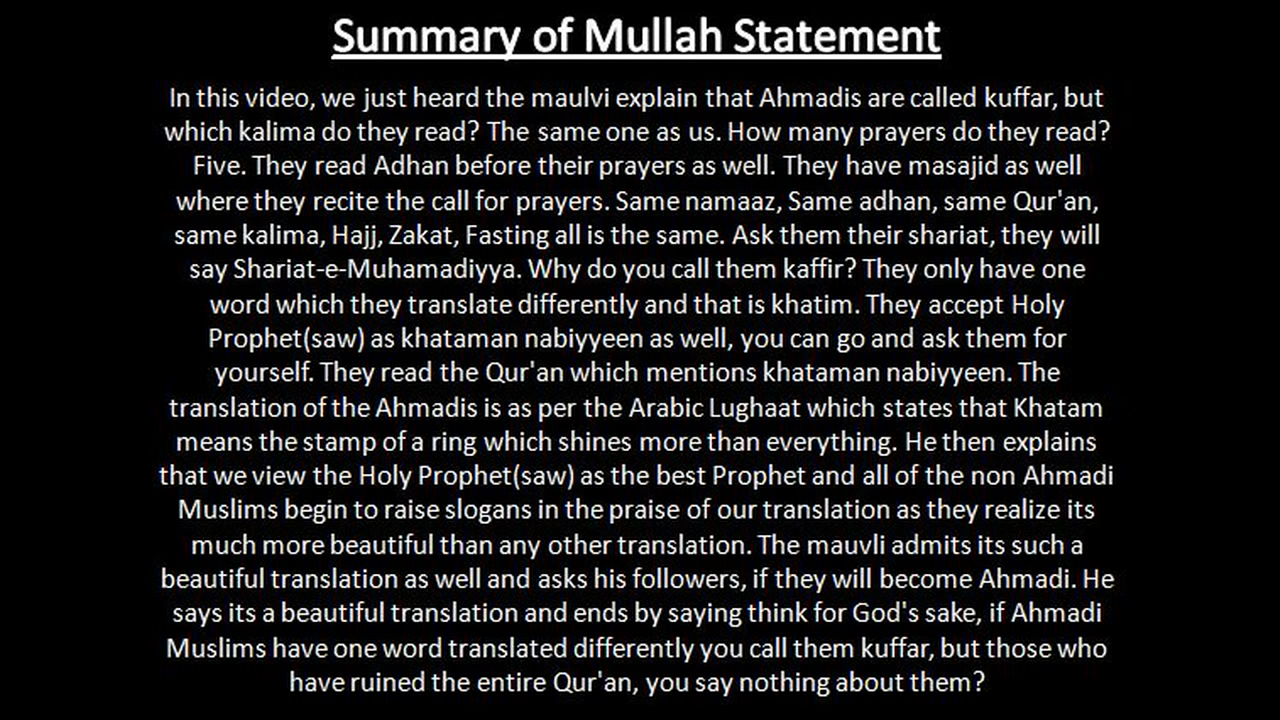 Summary of Mullah Statement
In this video, we just heard the maulvi explain that Ahmadis are called kuffar, but
which kalima do they read? The same one as us. How many prayers do they read?
Five. They read Adhan before their prayers as well. They have masajid as well
where they recite the call for prayers. Same namaaz, Same adhan, same Qur'an,
same kalima, Hajj, Zakat, Fasting all is the same. Ask them their shariat, they will
say Shariat-e-Muhamadiyya. Why do you call them kaffir? They only have one
word which they translate differently and that is khatim. They accept Holy
Prophet(saw) as khataman nabiyyeen as well, you can go and ask them for
yourself. They read the Qur'an which mentions khataman nabiyyeen. The
translation of the Ahmadis is as per the Arabic Lughaat which states that Khatam
means the stamp of a ring which shines more than everything. He then explains
that we view the Holy Prophet(saw) as the best Prophet and all of the non Ahmadi
Muslims begin to raise slogans in the praise of our translation as they realize its
much more beautiful than any other translation. The mauvli admits its such a
beautiful translation as well and asks his followers, if they will become Ahmadi. He
says its a beautiful translation and ends by saying think for God's sake, if Ahmadi
Muslims have one word translated differently you call them kuffar, but those who
have ruined the entire Qur'an, you say nothing about them?